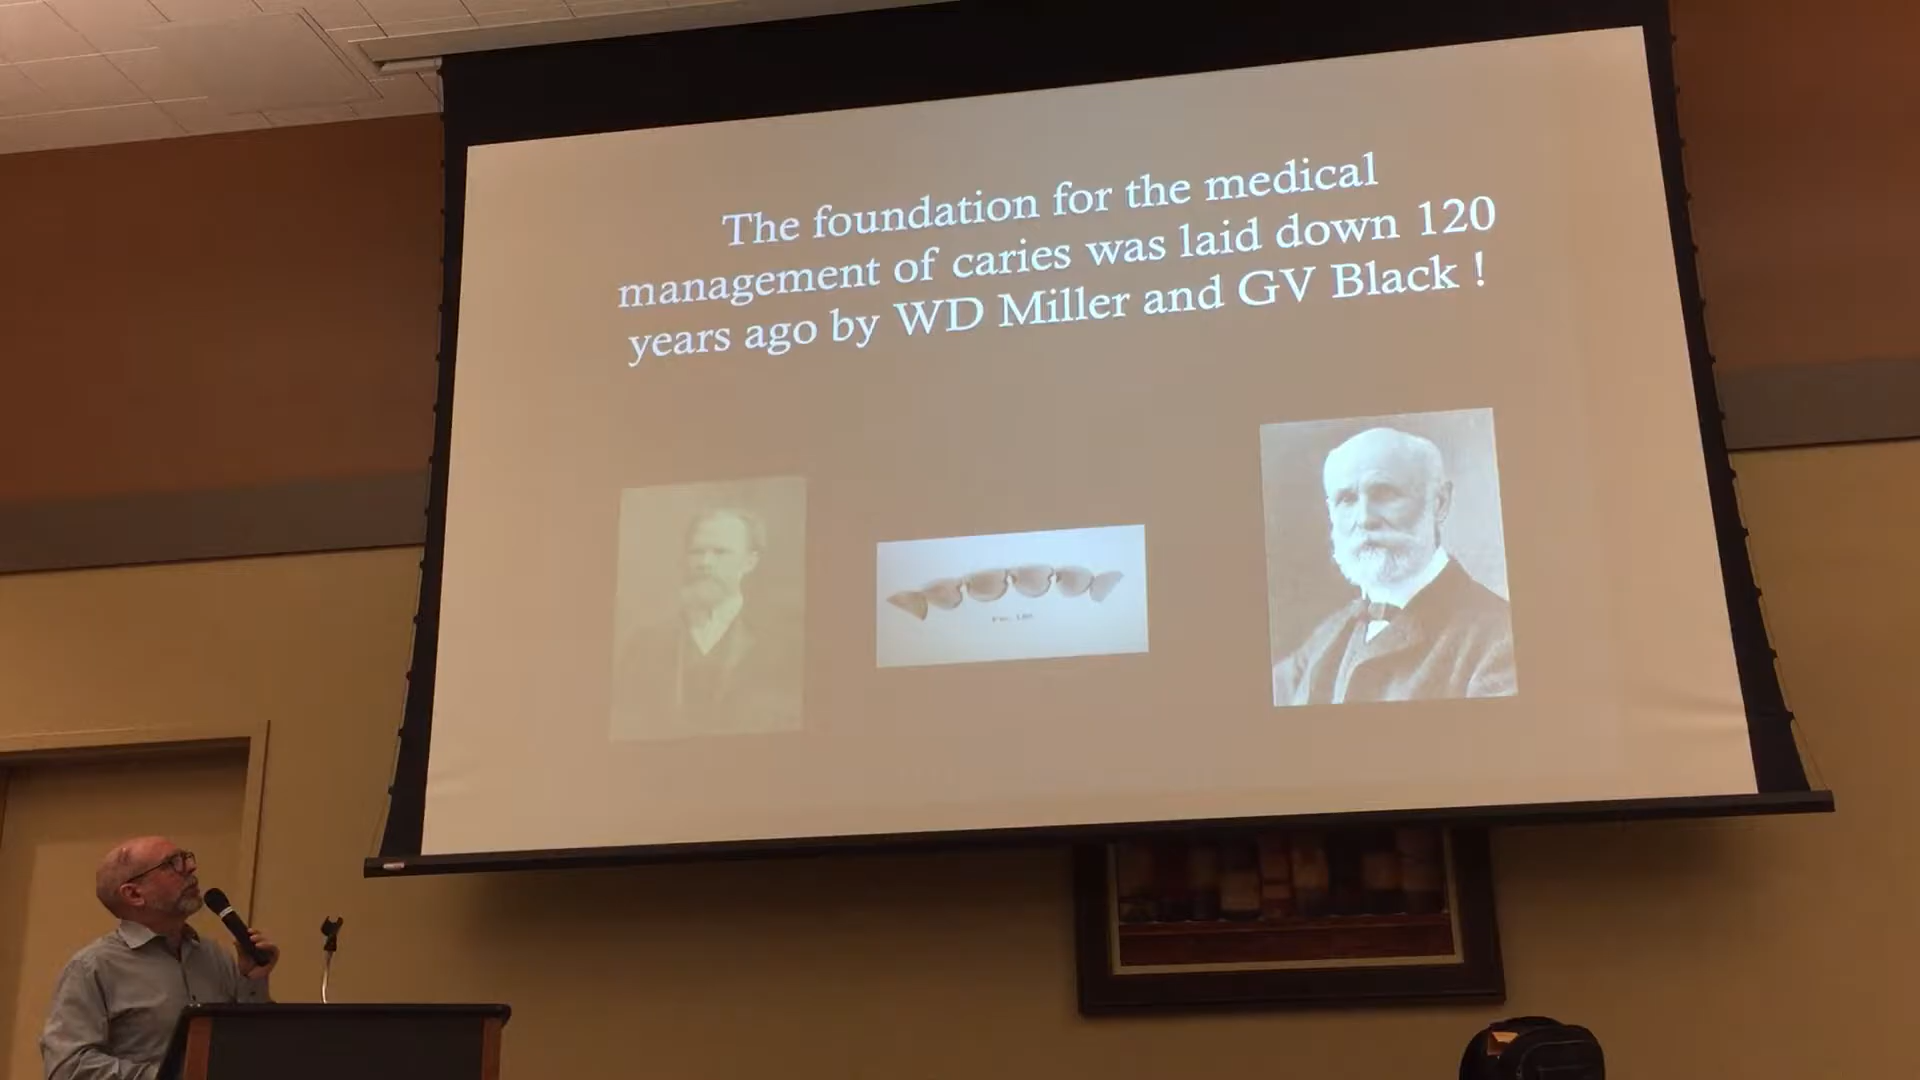 The foundation for the medical
management of caries was laid down 120
years ago by WD Miller and GV Black !